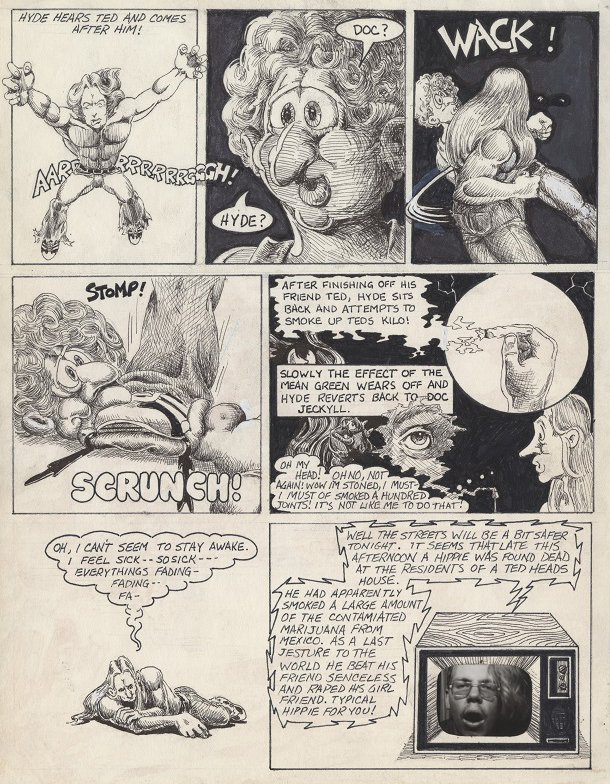 HYDE HEARS TED AND COMES
AFTER HIM!
AARRRRRRRRGGGH!
DOC?
HYDE?
WACK!
STOMP!
SCRUNCH!
AFTER FINISHING OFF HIS
FRIEND TED, HYDE SITS
BACK AND ATTEMPTS TO
SMOKE UP TEDS KILO!
SLOWLY THE EFFECT OF THE
MEAN GREEN WEARS OFF AND
HYDE REVERTS BACK TO DOC
JECKYLL.
OH MY
HEAD! OH NO, NOT
AGAIN! WOW I'M STONED, I MUST-
I MUST OF SMOKED A HUNDRED
JOINTS! IT'S NOT LIKE ME TO DO THAT!
OH, I CAN'T SEEM TO STAY AWAKE.
I FEEL SICK-- SO SICK---
EVERYTHINGS FADING-
FADING--
FA-
WELL THE STREETS WILL BE A BIT SAFER
TONIGHT. IT SEEMS THAT LATE THIS
AFTERNOON A HIPPIE WAS FOUND DEAD
AT THE RESIDENTS OF A TED HEADS
HOUSE.
HE HAD APPARENTLY
SMOKED A LARGE AMOUNT
OF THE CONTAMIATED
MARIJUANA FROM
MEXICO. AS A LAST
JESTURE TO THE
WORLD HE BEAT HIS
FRIEND SENCELESS
AND RAPED HIS GIRL
FRIEND. TYPICAL
HIPPIE FOR YOU!